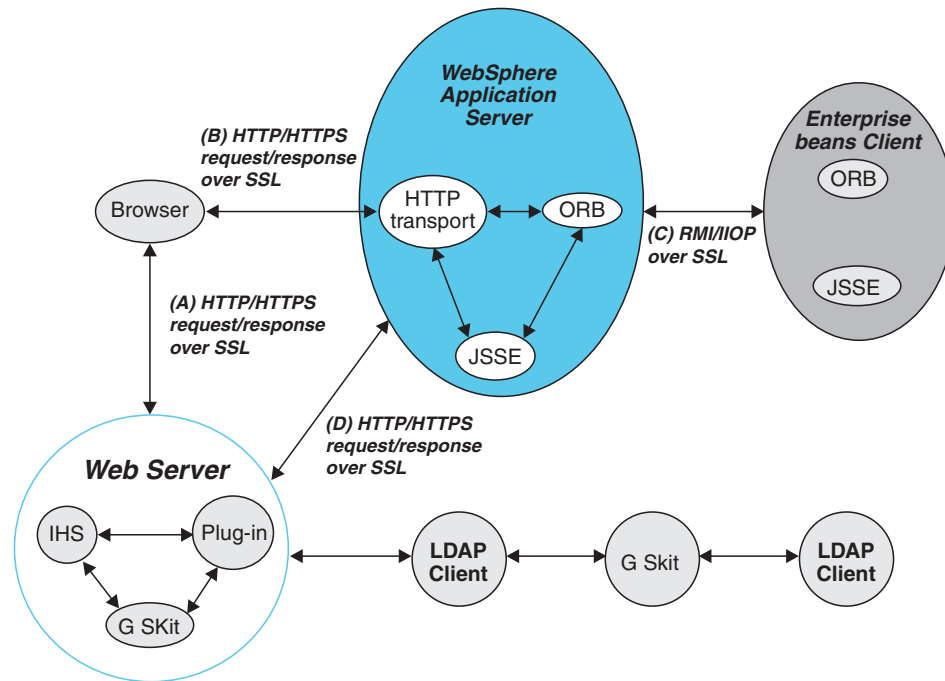 WebSphere
Application
Server
Enterprise
beans Client
(B) HTTP/HTTPS
request/response
over SSL
ORB
Browser
HTTP
transport
ORB
(C) RMI/IIOP
over SSL
JSSE
(A) HTTP/HTTPS
request/response
over SSL
JSSE
(D) HTTP/HTTPS
request/response
over SSL
Web Server
IHS
Plug-in
G SKit
LDAP
Client
G Skit
LDAP
Client